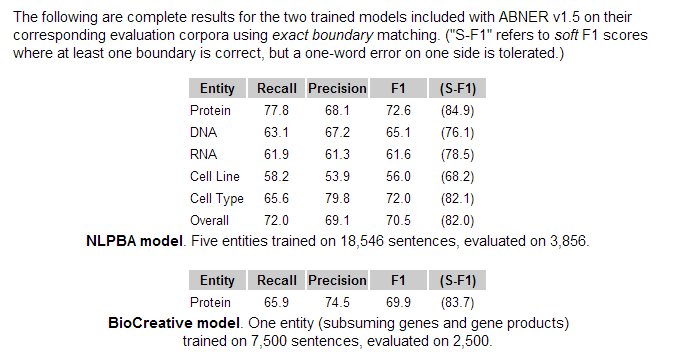 The following are complete results for the two trained models included with ABNER v1.5 on their
corresponding evaluation corpora using exact boundary matching. ("S-F1" refers to soft F1 scores
where at least one boundary is correct, but a one-word error on one side is tolerated.)
Entity Recall Precision F1 (S-F1)
Protein 77.8 68.1 72.6 (84.9)
DNA 63.1 67.2 65.1 (76.1)
RNA 61.9 61.3 61.6 (78.5)
Cell Line 58.2 53.9 56.0 (68.2)
Cell Type 65.6 79.8 72.0 (82.1)
Overall 72.0 69.1 70.5 (82.0)
NLPBA model. Five entities trained on 18,546 sentences, evaluated on 3,856.
Entity Recall Precision F1 (S-F1)
Protein 65.9 74.5 69.9 (83.7)
BioCreative model. One entity (subsuming genes and gene products)
trained on 7,500 sentences, evaluated on 2,500.